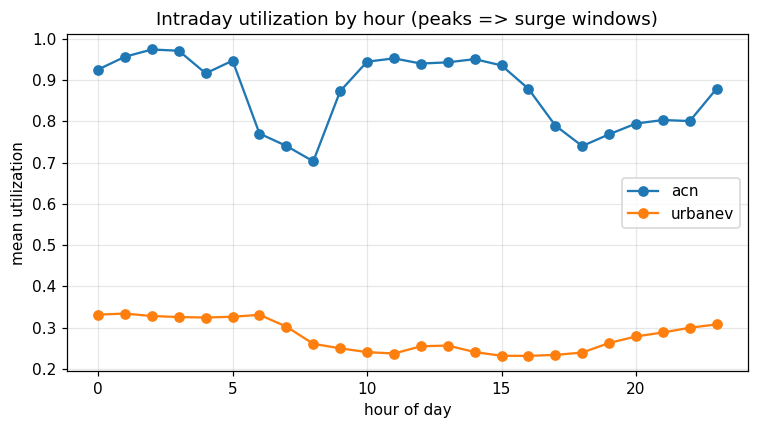 Intraday utilization by hour (peaks => surge windows)
mean utilization
1.0
0.9
0.8
0.7
0.6
0.5
0.4
0.3
0.2
acn
urbanev
0 5 10 15 20
hour of day